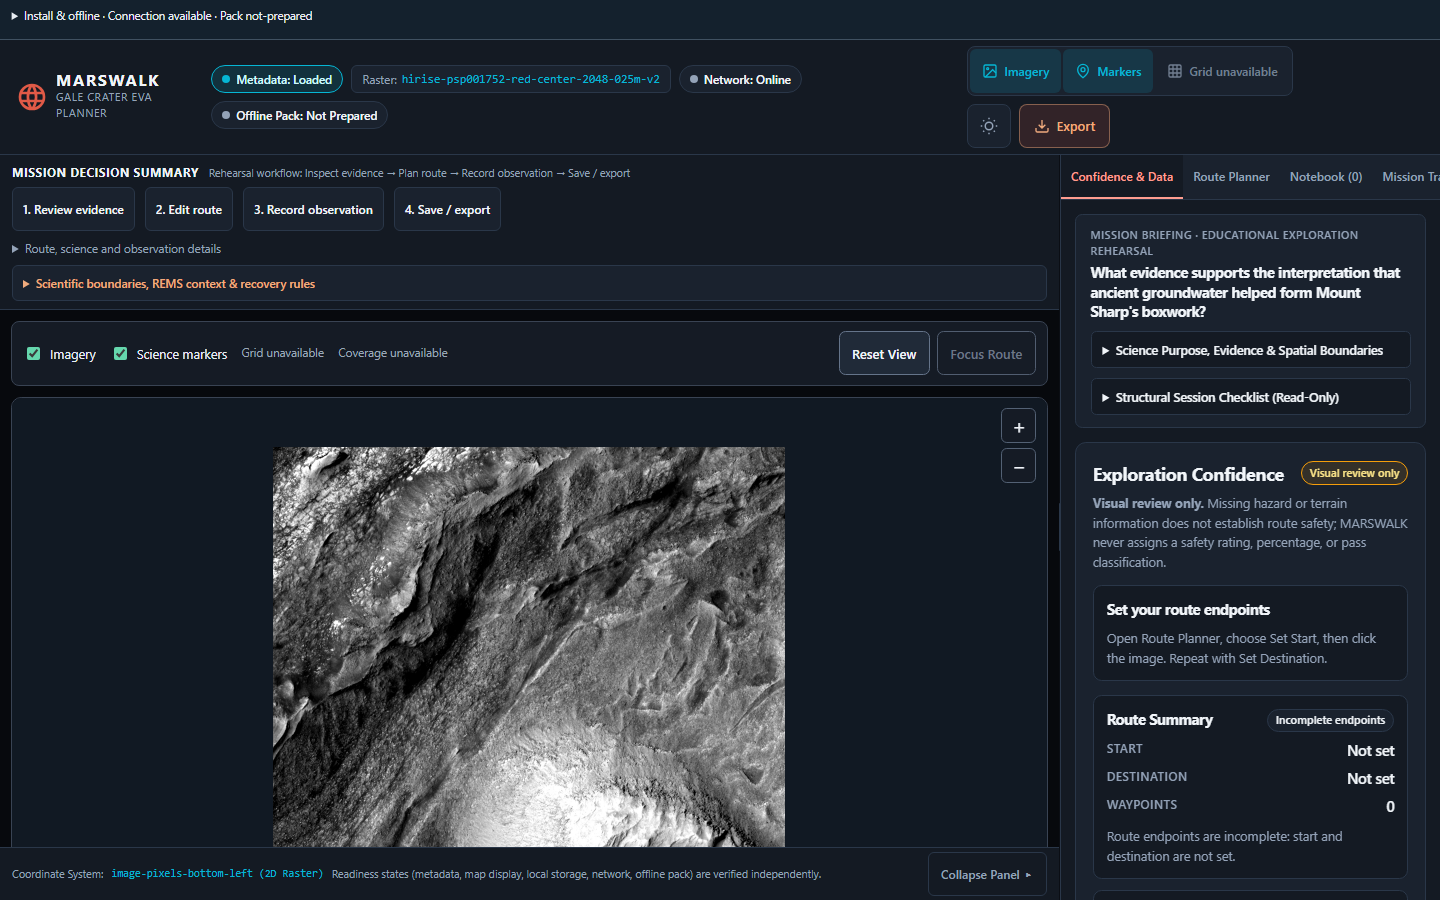 Install & offline · Connection available · Pack not-prepared
MARSWALK
GALE CRATER EVA
PLANNER
Metadata: Loaded
Raster: hirise-psp001752-red-center-2048-025m-v2
Network: Online
Offline Pack: Not Prepared
Imagery
Markers
Grid unavailable
Export
MISSION DECISION SUMMARY Rehearsal workflow: Inspect evidence → Plan route → Record observation → Save / export
1. Review evidence
2. Edit route
3. Record observation
4. Save / export
Route, science and observation details
Scientific boundaries, REMS context & recovery rules
Imagery
Science markers
Grid unavailable
Coverage unavailable
Reset View
Focus Route
+
−
Coordinate System: image-pixels-bottom-left (2D Raster) Readiness states (metadata, map display, local storage, network, offline pack) are verified independently.
Collapse Panel
Confidence & Data
Route Planner
Notebook (0)
Mission Tra
MISSION BRIEFING · EDUCATIONAL EXPLORATION
REHEARSAL
What evidence supports the interpretation that
ancient groundwater helped form Mount
Sharp's boxwork?
Science Purpose, Evidence & Spatial Boundaries
Structural Session Checklist (Read-Only)
Exploration Confidence
Visual review only
Visual review only. Missing hazard or terrain
information does not establish route safety; MARSWALK
never assigns a safety rating, percentage, or pass
classification.
Set your route endpoints
Open Route Planner, choose Set Start, then click
the image. Repeat with Set Destination.
Route Summary
Incomplete endpoints
START Not set
DESTINATION Not set
WAYPOINTS 0
Route endpoints are incomplete: start and
destination are not set.